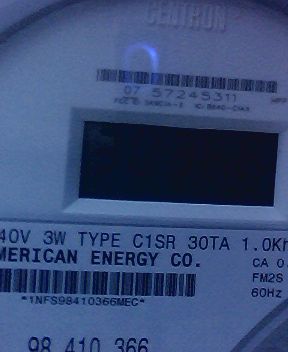 CENTRON
07 57245311
40V 3W TYPE C1SR 30TA 1.0Kh
MERICAN ENERGY CO.
CA 0.
FM2S
*1NFS98410366MEC*
60Hz
98 410 366